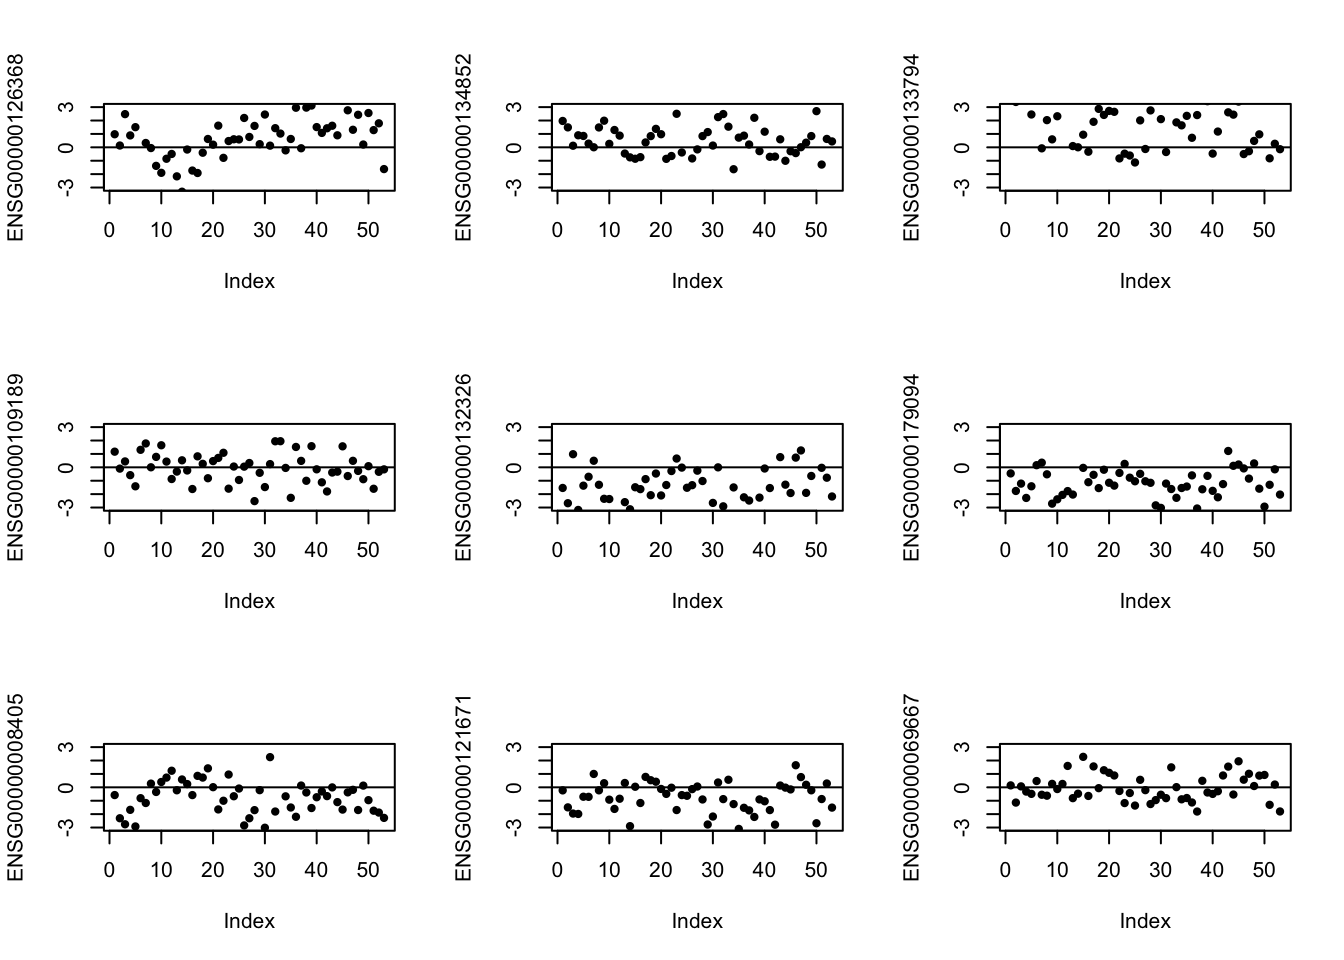 ENSG00000126368
3
0
-3
0 10 20 30 40 50
Index
ENSG00000134852
3
0
-3
0 10 20 30 40 50
Index
ENSG00000133794
3
0
-3
0 10 20 30 40 50
Index
ENSG00000109189
3
0
-3
0 10 20 30 40 50
Index
ENSG00000132326
3
0
-3
0 10 20 30 40 50
Index
ENSG00000179094
3
0
-3
0 10 20 30 40 50
Index
ENSG00000008405
3
0
-3
0 10 20 30 40 50
Index
ENSG00000121671
3
0
-3
0 10 20 30 40 50
Index
ENSG00000069667
3
0
-3
0 10 20 30 40 50
Index